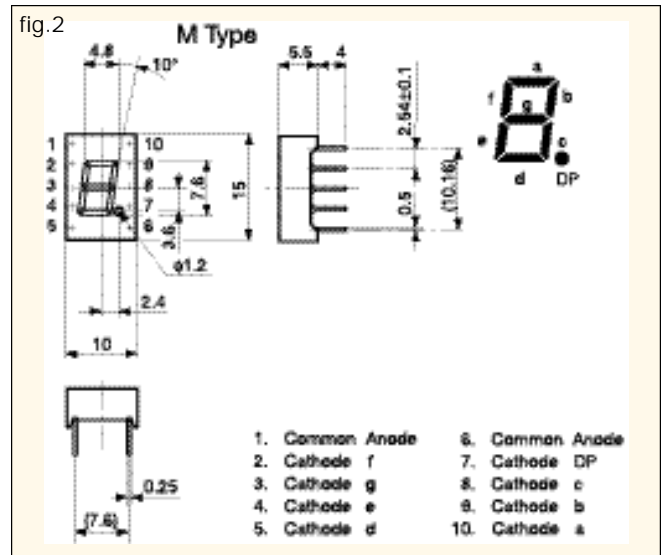 fig.2
M Type
4.8
10°
5.5 4
2.54±0.1
a
f g b
e c
d DP
1 10
2 9
3 8
4 7
5 6
7.6
3.6
15
0.5
(10.16)
ø1.2
2.4
10
0.25
(7.6)
1. Common Anode
2. Cathode f
3. Cathode g
4. Cathode e
5. Cathode d
6. Common Anode
7. Cathode DP
8. Cathode c
9. Cathode b
10. Cathode a